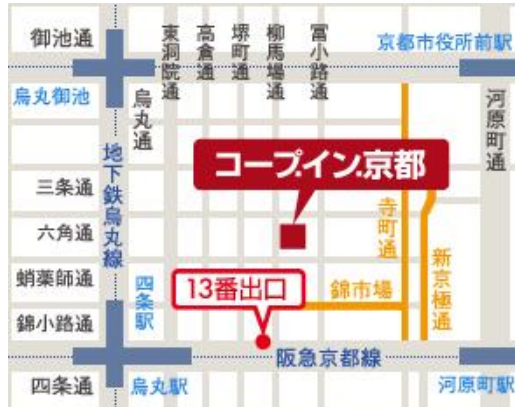 御池通
東洞院通
高倉通
堺町通
柳馬場通
富小路通
京都市役所前駅
烏丸御池
烏丸通
河原町通
地下鉄烏丸線
コープ.イン.京都
三条通
六角通
寺町通
新京極通
蛸薬師通
四条駅
13番出口
錦市場
錦小路通
阪急京都線
四条通
烏丸駅
河原町駅